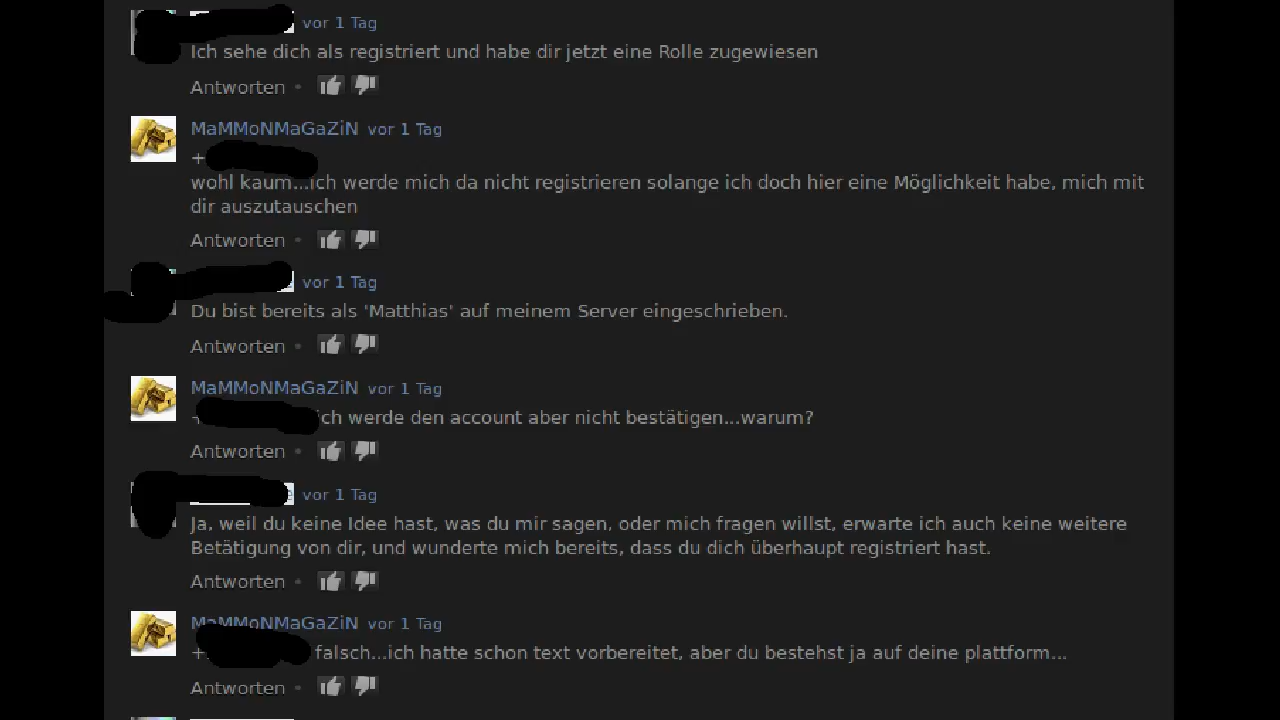 vor 1 Tag
Ich sehe dich als registriert und habe dir jetzt eine Rolle zugewiesen
Antworten •
MaMMoNMaGaZiN vor 1 Tag
+
wohl kaum...ich werde mich da nicht registrieren solange ich doch hier eine Möglichkeit habe, mich mit
dir auszutauschen
Antworten •
vor 1 Tag
Du bist bereits als 'Matthias' auf meinem Server eingeschrieben.
Antworten •
MaMMoNMaGaZiN vor 1 Tag
+ ich werde den account aber nicht bestätigen...warum?
Antworten •
vor 1 Tag
Ja, weil du keine Idee hast, was du mir sagen, oder mich fragen willst, erwarte ich auch keine weitere
Betätigung von dir, und wunderte mich bereits, dass du dich überhaupt registriert hast.
Antworten •
MaMMoNMaGaZiN vor 1 Tag
+ falsch...ich hatte schon text vorbereitet, aber du bestehst ja auf deine plattform...
Antworten •